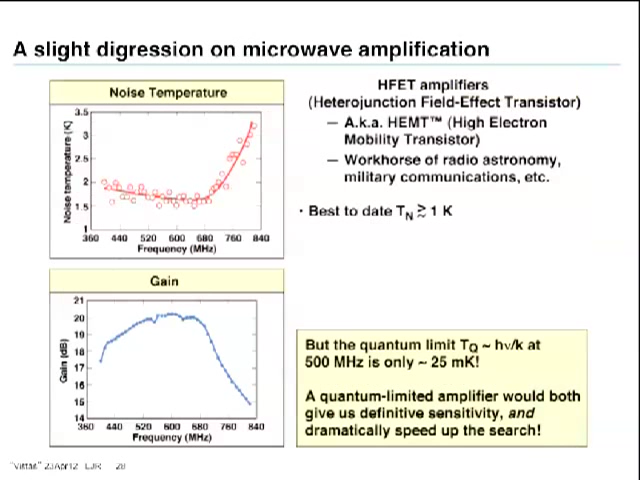 A slight digression on microwave amplification
Noise Temperature
3.5
3
2.5
2
1.5
1
Noise temperature (K)
360 440 520 600 680 760 840
Frequency (MHz)
Gain
21
20
19
18
17
16
15
14
Gain (dB)
360 440 520 600 680 760 840
Frequency (MHz)
HFET amplifiers
(Heterojunction Field-Effect Transistor)
– A.k.a. HEMT™ (High Electron
Mobility Transistor)
– Workhorse of radio astronomy,
military communications, etc.
· Best to date TN ≳ 1 K
But the quantum limit TQ ~ hν/k at
500 MHz is only ~ 25 mK!
A quantum-limited amplifier would both
give us definitive sensitivity, and
dramatically speed up the search!
LJR 28